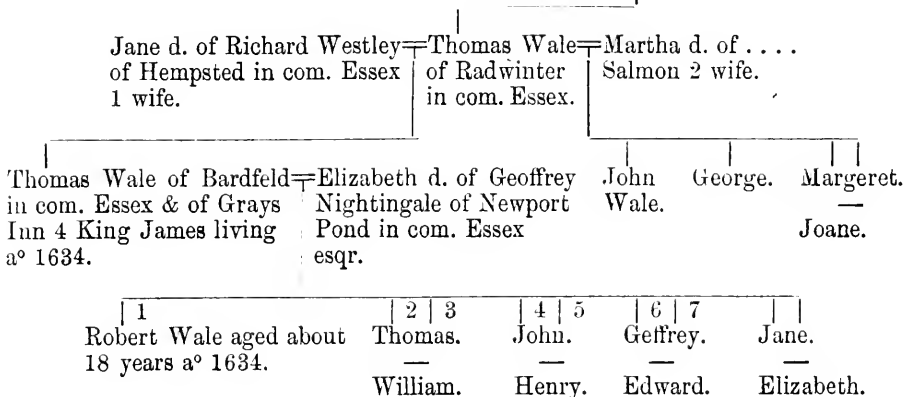 Jane d. of Richard Westley=Thomas Wale=Martha d. of . . . .
of Hempsted in com. Essex of Radwinter Salmon 2 wife.
1 wife. in com. Essex.
Thomas Wale of Bardfeld=Elizabeth d. of Geoffrey John George. Margeret.
in com. Essex & of Grays Nightingale of Newport Wale. —
Inn 4 King James living Pond in com. Essex Joane.
aº 1634. esqr.
1 2 3 4 5 6 7
Robert Wale aged about Thomas. John. Geffrey. Jane.
18 years aº 1634. — — — —
William. Henry. Edward. Elizabeth.